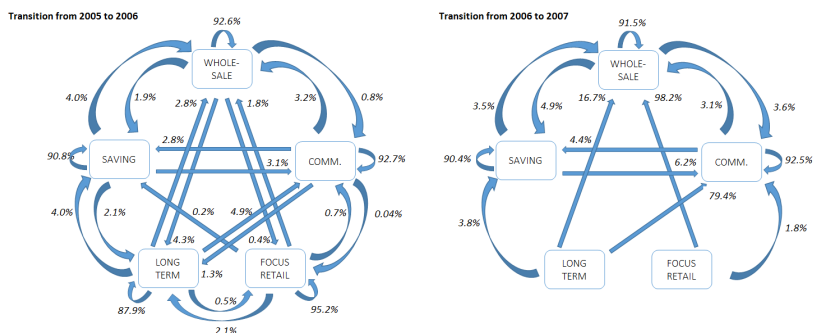 Transition from 2005 to 2006
92.6%
WHOLE-
SALE
4.0%
1.9%
2.8%
1.8%
3.2%
0.8%
2.8%
90.8%
SAVING
3.1%
COMM.
92.7%
4.0%
2.1%
0.2%
4.9%
0.7%
0.04%
4.3%
0.4%
LONG
TERM
1.3%
FOCUS
RETAIL
87.9%
0.5%
95.2%
2.1%
Transition from 2006 to 2007
91.5%
WHOLE-
SALE
3.5%
4.9%
16.7%
98.2%
3.1%
3.6%
4.4%
90.4%
SAVING
6.2%
COMM.
92.5%
79.4%
3.8%
1.8%
LONG
TERM
FOCUS
RETAIL